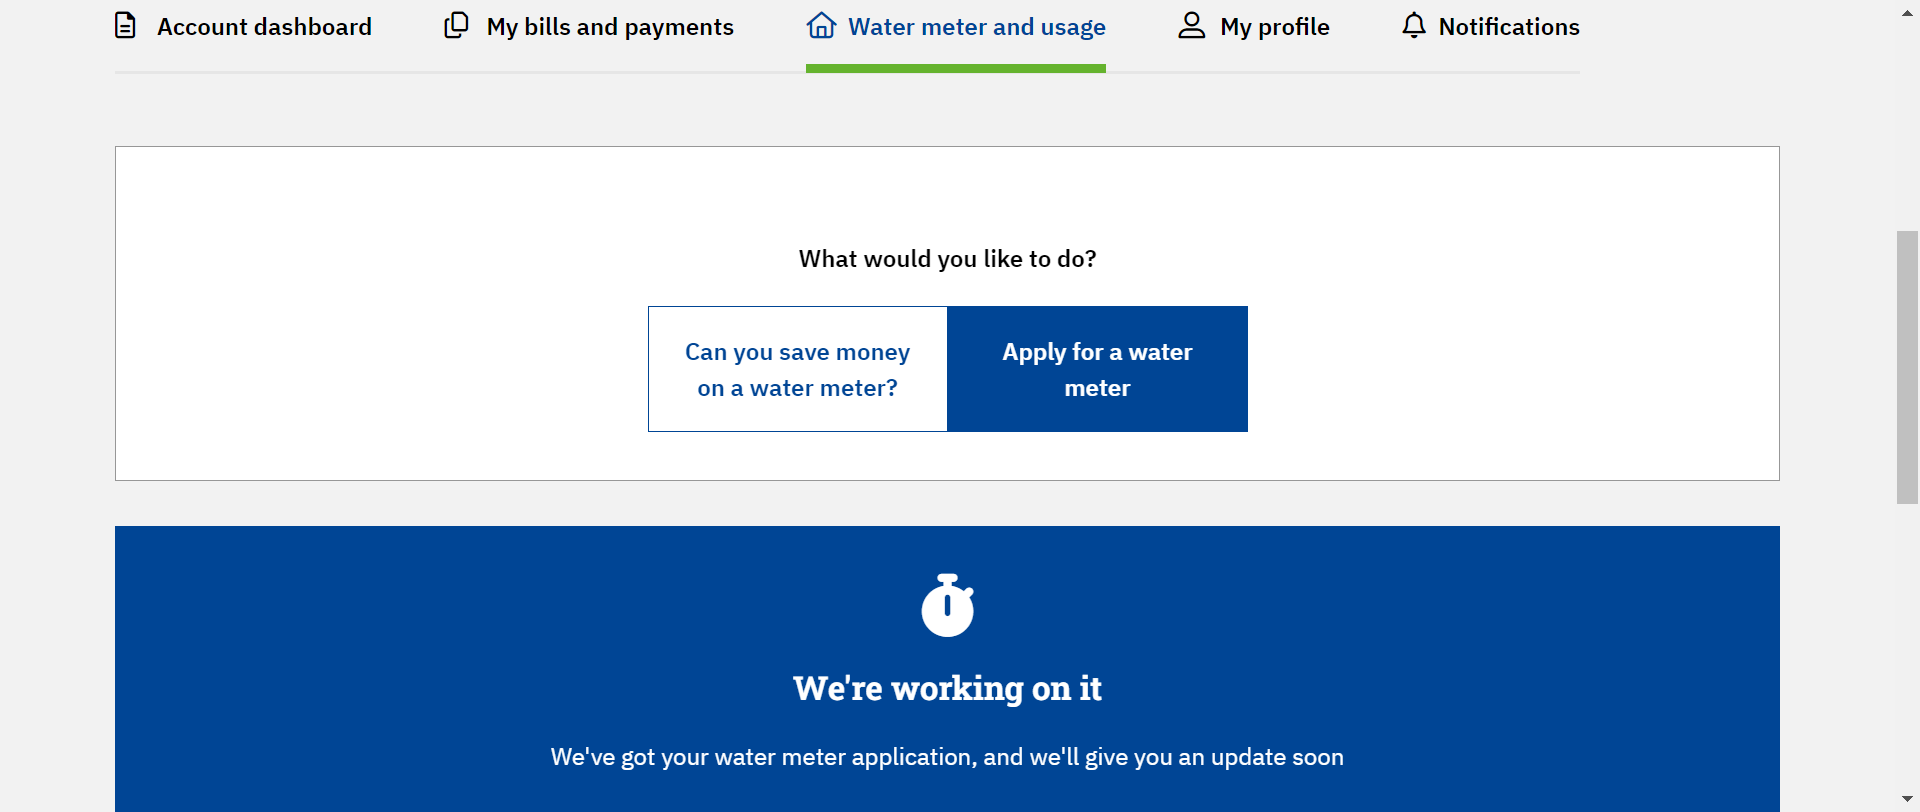 Account dashboard
My bills and payments
Water meter and usage
My profile
Notifications
What would you like to do?
Can you save money
on a water meter?
Apply for a water
meter
We're working on it
We've got your water meter application, and we'll give you an update soon